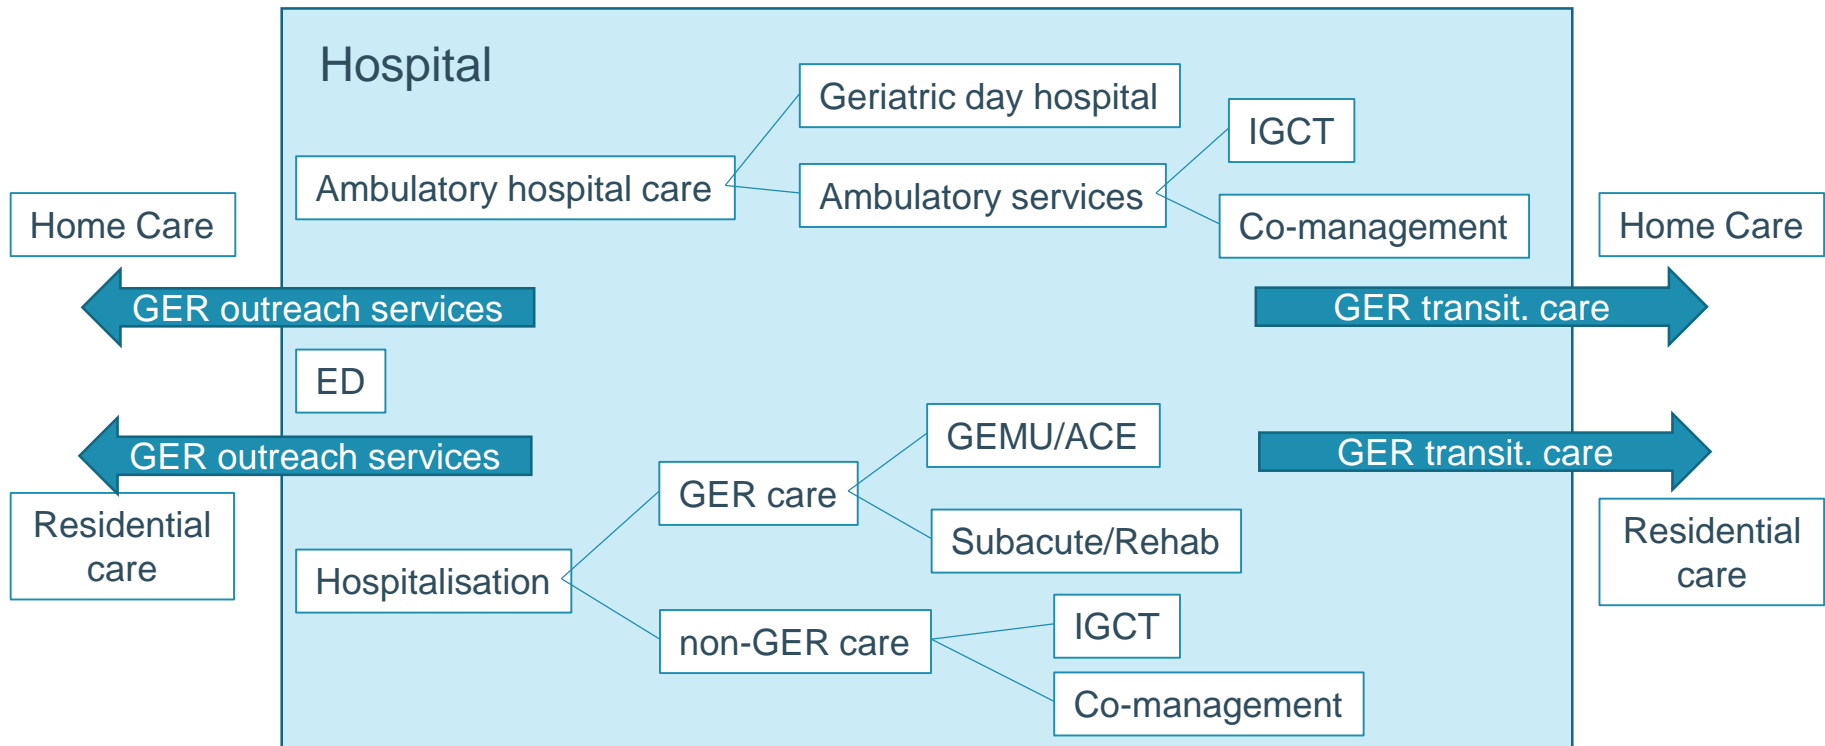 Hospital
Geriatric day hospital
IGCT
Ambulatory hospital care
Ambulatory services
Home Care
Co-management
Home Care
GER outreach services
GER transit. care
ED
GEMU/ACE
GER outreach services
GER transit. care
GER care
Residential
care
Subacute/Rehab
Residential
care
Hospitalisation
IGCT
non-GER care
Co-management